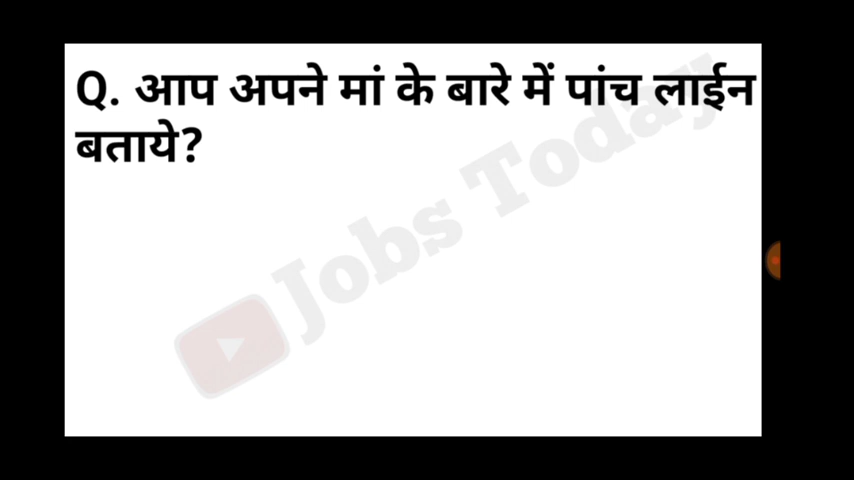 Q. आप अपने मां के बारे में पांच लाईन
बताये?
Jobs Today